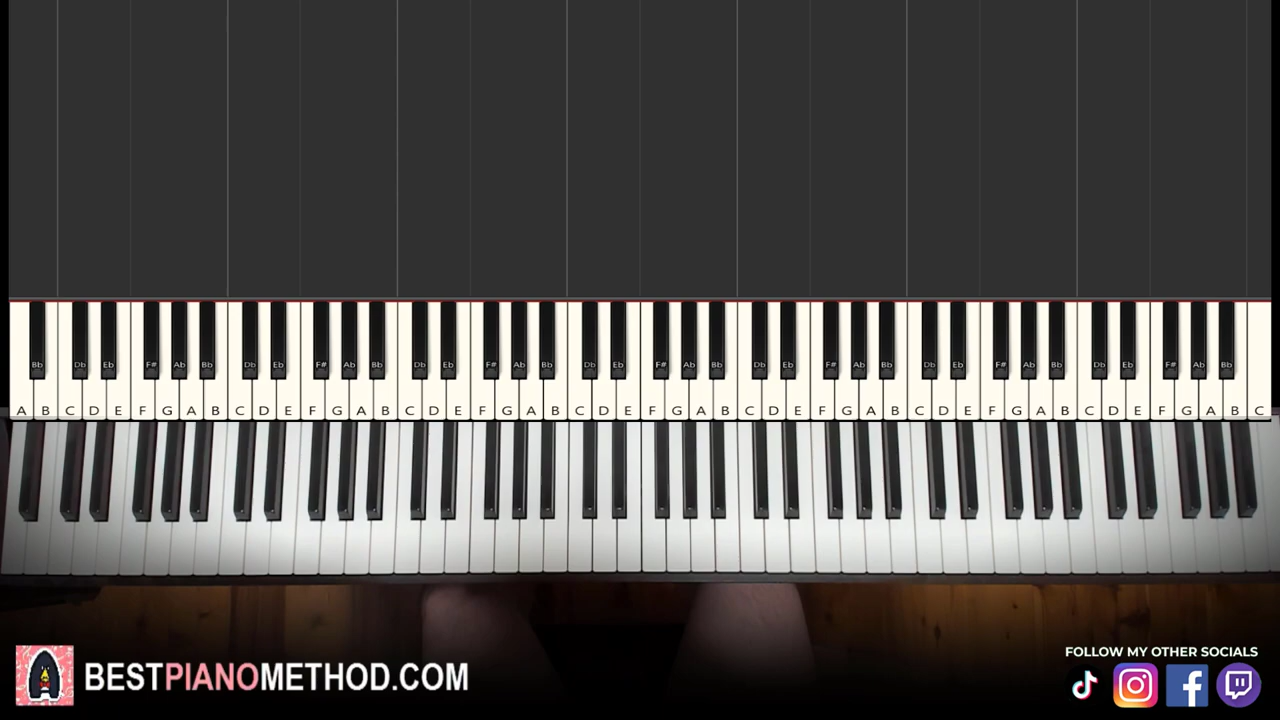 Bb Db Eb F# Ab Bb Db Eb F# Ab Bb Db Eb F# Ab Bb Db Eb F# Ab Bb Db Eb F# Ab Bb Db Eb F# Ab Bb Db Eb F# Ab Bb
A B C D E F G A B C D E F G A B C D E F G A B C D E F G A B C D E F G A B C D E F G A B C D E F G A B C
FOLLOW MY OTHER SOCIALS
BESTPIANOMETHOD.COM